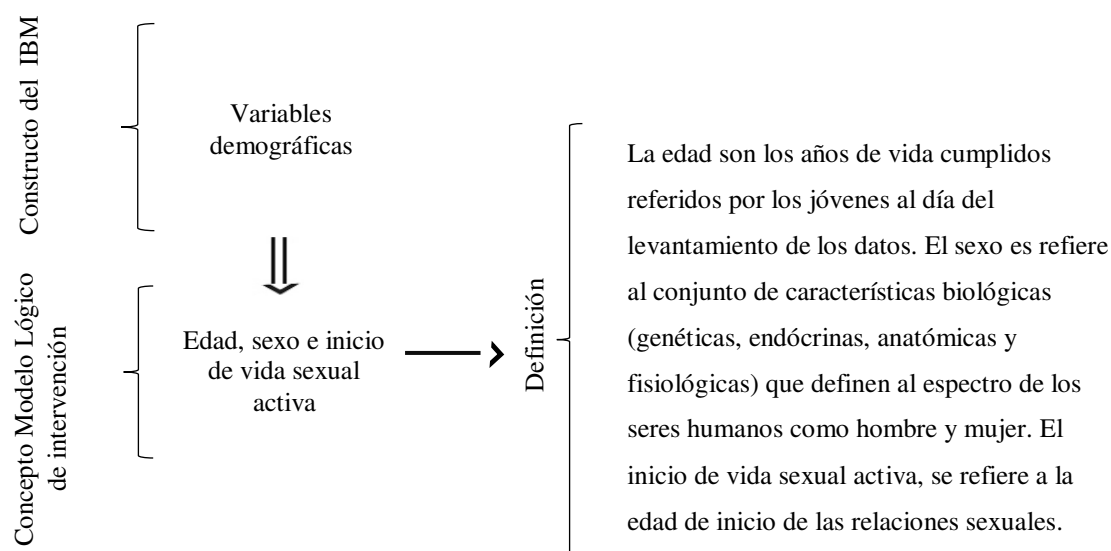 Constructo del IBM
Variables
demográficas
Concepto Modelo Lógico
de intervención
Edad, sexo e inicio
de vida sexual
activa
Definición
La edad son los años de vida cumplidos
referidos por los jóvenes al día del
levantamiento de los datos. El sexo es refiere
al conjunto de características biológicas
(genéticas, endócrinas, anatómicas y
fisiológicas) que definen al espectro de los
seres humanos como hombre y mujer. El
inicio de vida sexual activa, se refiere a la
edad de inicio de las relaciones sexuales.